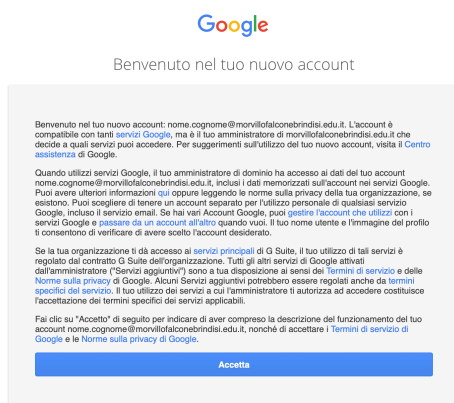 Google
Benvenuto nel tuo nuovo account
Benvenuto nel tuo nuovo account: nome.cognome@morvillofalconebrindisi.edu.it. L'account è
compatibile con tanti servizi Google, ma è il tuo amministratore di morvillofalconebrindisi.edu.it che
decide a quali servizi puoi accedere. Per suggerimenti sull'utilizzo del tuo nuovo account, visita il Centro
assistenza di Google.
Quando utilizzi servizi Google, il tuo amministratore di dominio ha accesso ai dati del tuo account
nome.cognome@morvillofalconebrindisi.edu.it, inclusi i dati memorizzati sull'account nei servizi Google.
Puoi avere ulteriori informazioni qui oppure leggendo le norme sulla privacy della tua organizzazione, se
esistono. Puoi scegliere di tenere un account separato per l'utilizzo personale di qualsiasi servizio
Google, incluso il servizio email. Se hai vari Account Google, puoi gestire l'account che utilizzi con i
servizi Google e passare da un account all'altro quando vuoi. Il tuo nome utente e l'immagine del profilo
ti consentono di verificare di avere scelto l'account desiderato.
Se la tua organizzazione ti dà accesso ai servizi principali di G Suite, il tuo utilizzo di tali servizi è
regolato dal contratto G Suite dell'organizzazione. Tutti gli altri servizi di Google attivati
dall'amministratore ("Servizi aggiuntivi") sono a tua disposizione ai sensi dei Termini di servizio e delle
Norme sulla privacy di Google. Alcuni Servizi aggiuntivi potrebbero essere regolati anche da termini
specifici del servizio. Il tuo utilizzo dei servizi a cui l'amministratore ti autorizza ad accedere costituisce
l'accettazione dei termini specifici dei servizi applicabili.
Fai clic su "Accetto" di seguito per indicare di aver compreso la descrizione del funzionamento del tuo
account nome.cognome@morvillofalconebrindisi.edu.it, nonché di accettare i Termini di servizio di
Google e le Norme sulla privacy di Google.
Accetta